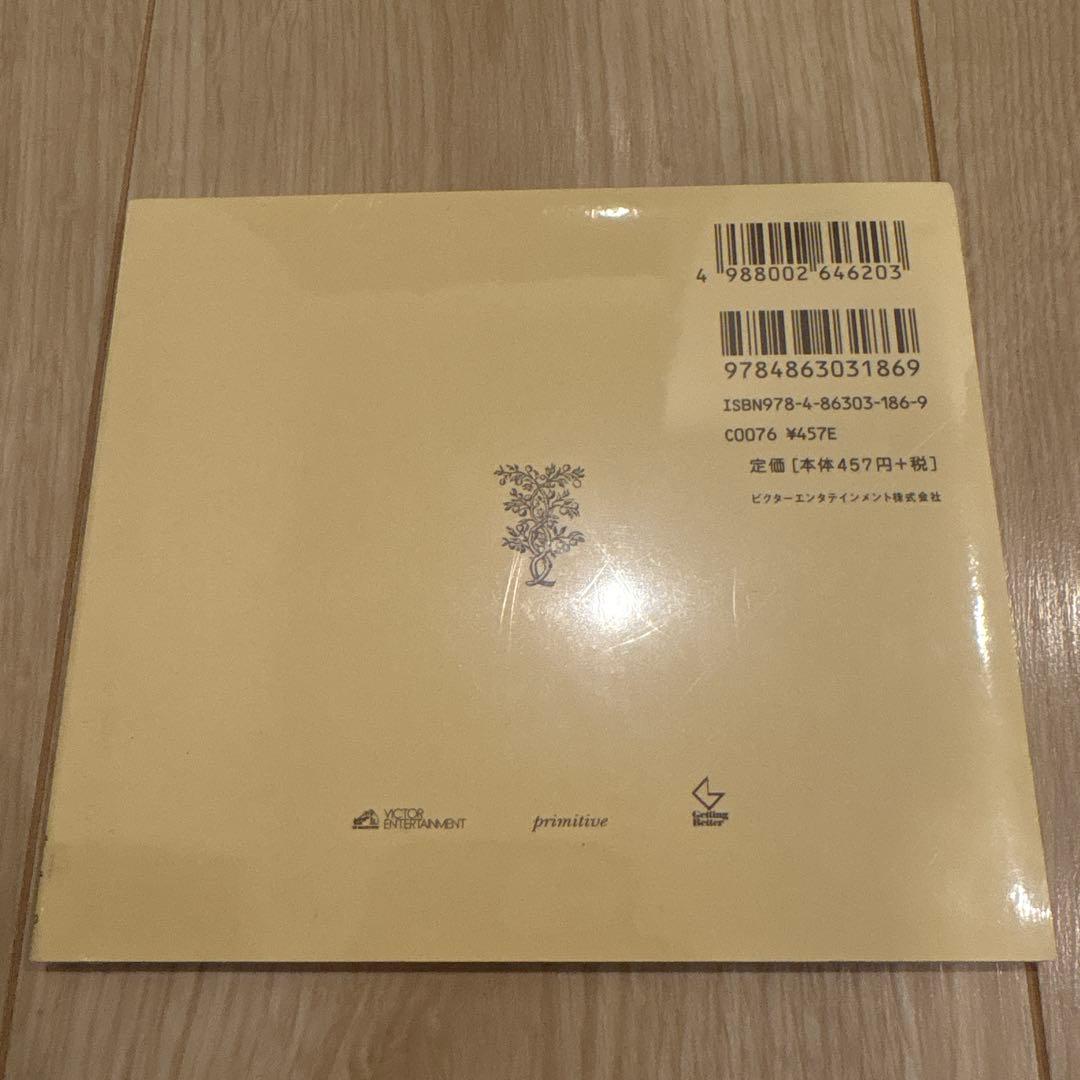 4 988002 646203
9784863031869
ISBN978-4-86303-186-9
C0076 ¥457E
定価[本体457円+税]
ビクターエンタテインメント株式会社
VICTOR
ENTERTAINMENT
primitive
Getting
Better